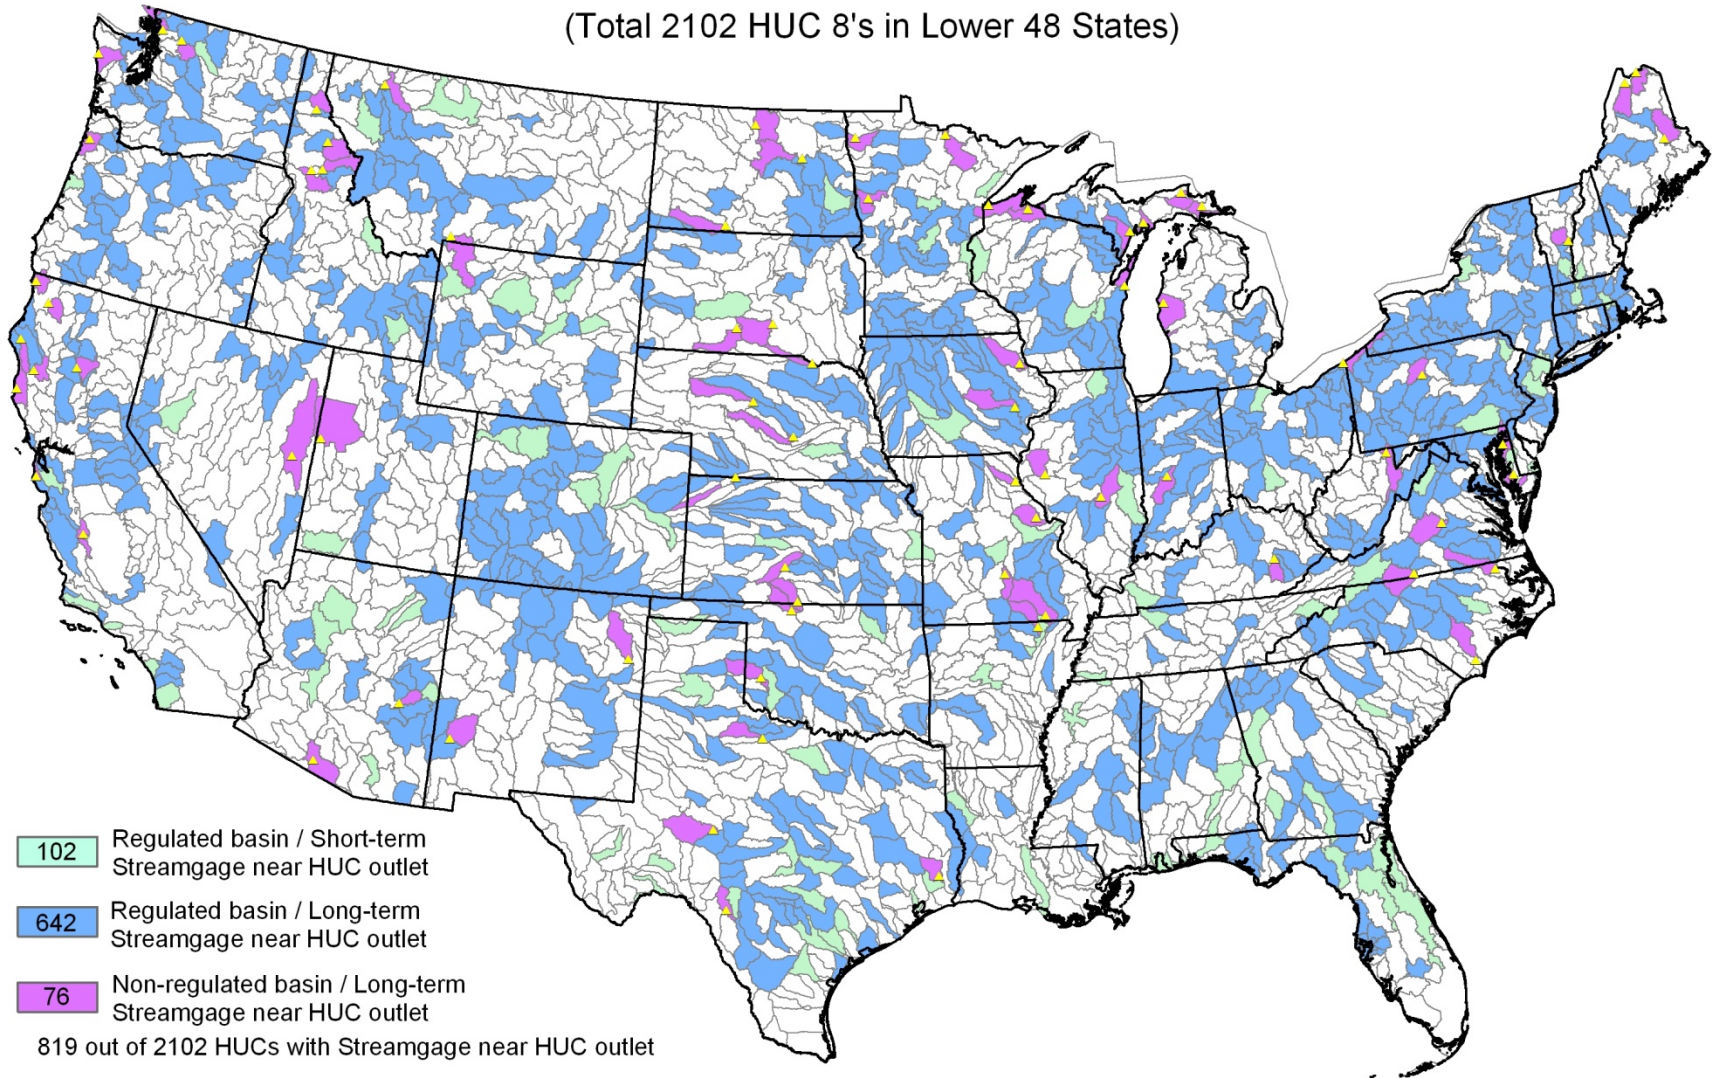 (Total 2102 HUC 8's in Lower 48 States)
102
Regulated basin / Short-term
Streamgage near HUC outlet
642
Regulated basin / Long-term
Streamgage near HUC outlet
76
Non-regulated basin / Long-term
Streamgage near HUC outlet
819 out of 2102 HUCs with Streamgage near HUC outlet